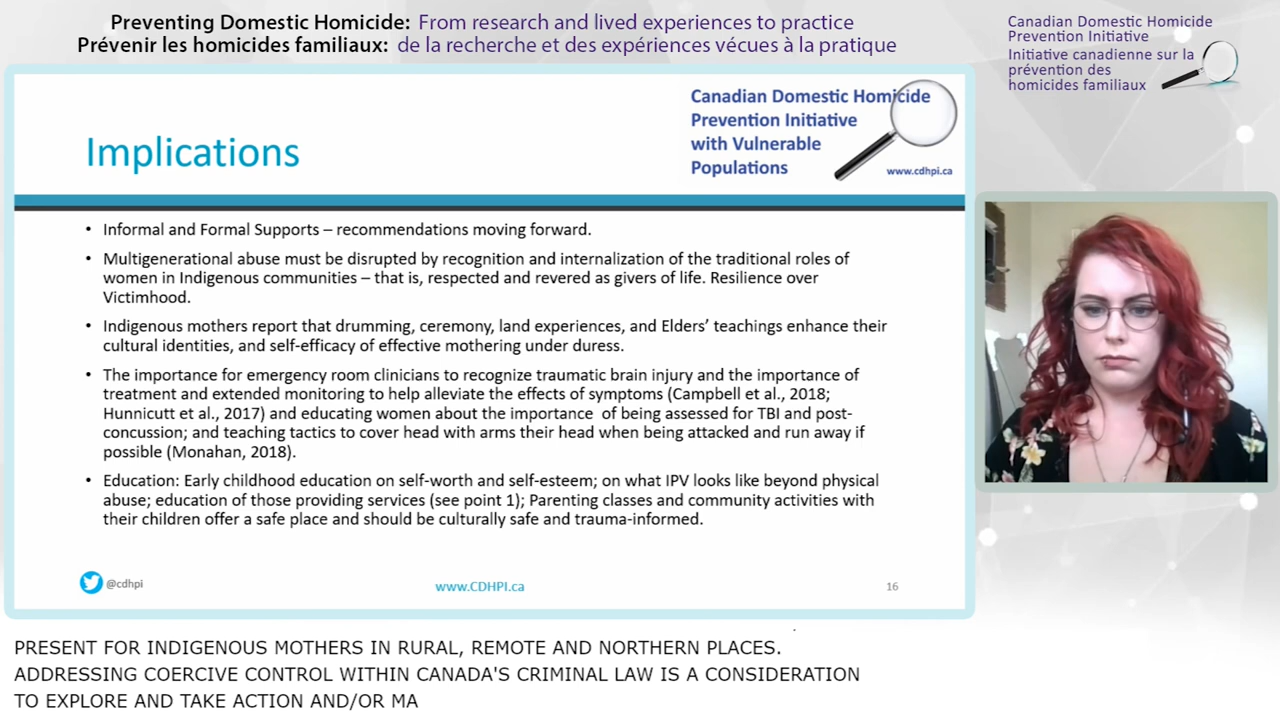 Preventing Domestic Homicide: From research and lived experiences to practice
Prévenir les homicides familiaux: de la recherche et des expériences vécues à la pratique
Canadian Domestic Homicide
Prevention Initiative
Initiative canadienne sur la
prévention des
homicides familiaux
Canadian Domestic Homicide
Prevention Initiative
with Vulnerable
Populations
www.cdhpi.ca
Implications
• Informal and Formal Supports – recommendations moving forward.
• Multigenerational abuse must be disrupted by recognition and internalization of the traditional roles of
women in Indigenous communities – that is, respected and revered as givers of life. Resilience over
Victimhood.
• Indigenous mothers report that drumming, ceremony, land experiences, and Elders’ teachings enhance their
cultural identities, and self-efficacy of effective mothering under duress.
• The importance for emergency room clinicians to recognize traumatic brain injury and the importance of
treatment and extended monitoring to help alleviate the effects of symptoms (Campbell et al., 2018;
Hunnicutt et al., 2017) and educating women about the importance of being assessed for TBI and post-
concussion; and teaching tactics to cover head with arms their head when being attacked and run away if
possible (Monahan, 2018).
• Education: Early childhood education on self-worth and self-esteem; on what IPV looks like beyond physical
abuse; education of those providing services (see point 1); Parenting classes and community activities with
their children offer a safe place and should be culturally safe and trauma-informed.
@cdhpi
www.CDHPI.ca
16
PRESENT FOR INDIGENOUS MOTHERS IN RURAL, REMOTE AND NORTHERN PLACES.
ADDRESSING COERCIVE CONTROL WITHIN CANADA'S CRIMINAL LAW IS A CONSIDERATION
TO EXPLORE AND TAKE ACTION AND/OR MA